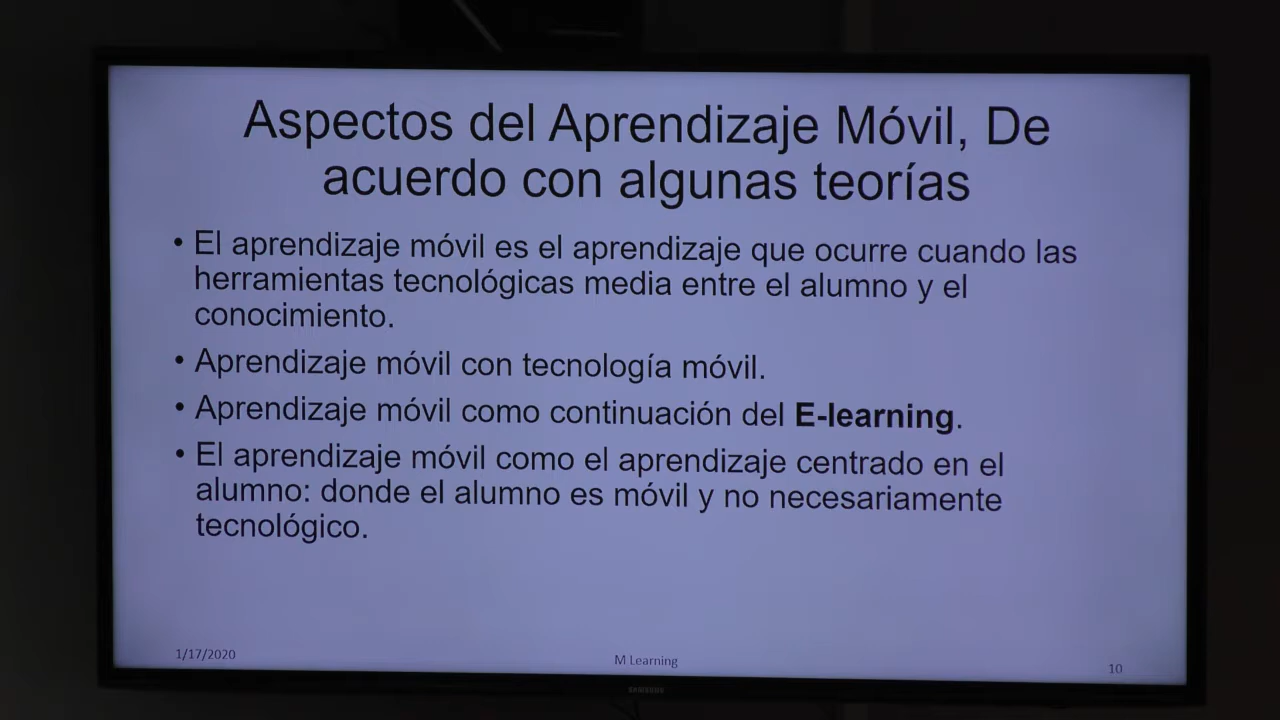 Aspectos del Aprendizaje Móvil, De
acuerdo con algunas teorías
• El aprendizaje móvil es el aprendizaje que ocurre cuando las
herramientas tecnológicas media entre el alumno y el
conocimiento.
• Aprendizaje móvil con tecnología móvil.
• Aprendizaje móvil como continuación del E-learning.
• El aprendizaje móvil como el aprendizaje centrado en el
alumno: donde el alumno es móvil y no necesariamente
tecnológico.
1/17/2020
M Learning
10
SAMSUNG